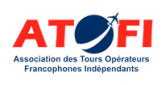 ATOFI
Association des Tours Opérateurs
Francophones Indépendants